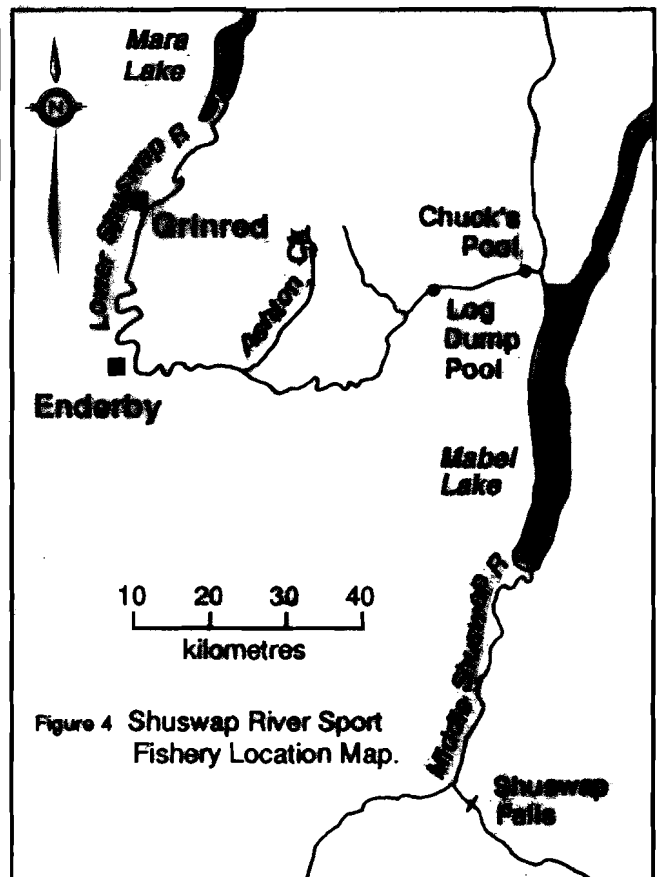 Mara
Lake
N
Lower Shuswap R
Grinrod
Chuck's
Pool
Ashton Ck
Log
Dump
Pool
Enderby
Mabel
Lake
Middle Shuswap R
10 20 30 40
kilometres
Figure 4 Shuswap River Sport
Fishery Location Map.
Shuswap
Falls